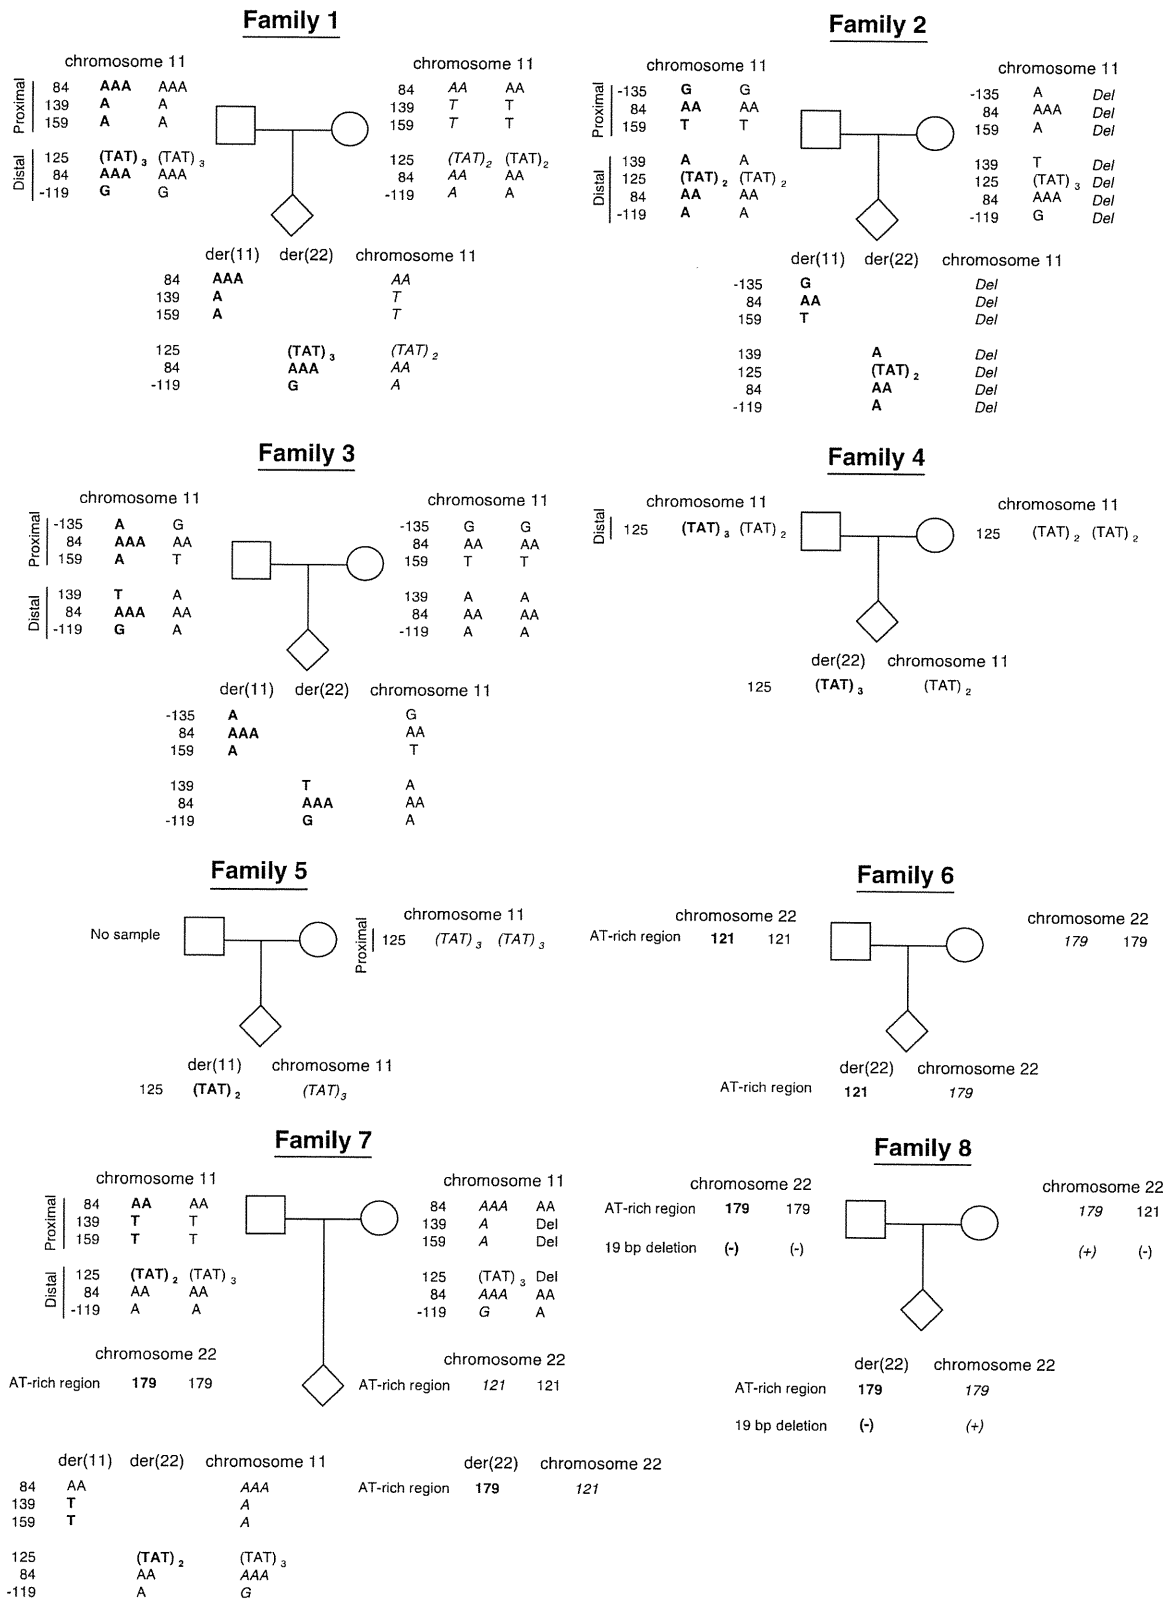 Family 1
chromosome 11
Proximal
84 AAA AAA
139 A A
159 A A
Distal
125 (TAT) 3 (TAT) 3
84 AAA AAA
-119 G G
chromosome 11
84 AA AA
139 T T
159 T T
125 (TAT) 2 (TAT) 2
84 AA AA
-119 A A
der(11) der(22) chromosome 11
84 AAA AA
139 A T
159 A T
125 (TAT) 3 (TAT) 2
84 AAA AA
-119 G A
Family 2
chromosome 11
Proximal
-135 G G
84 AA AA
159 T T
Distal
139 A A
125 (TAT) 2 (TAT) 2
84 AA AA
-119 A A
chromosome 11
-135 A Del
84 AAA Del
159 A Del
139 T Del
125 (TAT) 3 Del
84 AAA Del
-119 G Del
der(11) der(22) chromosome 11
-135 G Del
84 AA Del
159 T Del
139 A Del
125 (TAT) 2 Del
84 AA Del
-119 A Del
Family 3
chromosome 11
Proximal
-135 A G
84 AAA AA
159 A T
Distal
139 T A
84 AAA AA
-119 G A
chromosome 11
-135 G G
84 AA AA
159 T T
139 A A
84 AA AA
-119 A A
der(11) der(22) chromosome 11
-135 A G
84 AAA AA
159 A T
139 T A
84 AAA AA
-119 G A
Family 4
chromosome 11
Distal
125 (TAT) 3 (TAT) 2
chromosome 11
125 (TAT) 2 (TAT) 2
der(22) chromosome 11
125 (TAT) 3 (TAT) 2
Family 5
No sample
chromosome 11
Proximal
125 (TAT) 3 (TAT) 3
der(11) chromosome 11
125 (TAT) 2 (TAT) 3
Family 6
chromosome 22
AT-rich region 121 121
chromosome 22
179 179
der(22) chromosome 22
AT-rich region 121 179
Family 7
chromosome 11
Proximal
84 AA AA
139 T T
159 T T
Distal
125 (TAT) 2 (TAT) 3
84 AA AA
-119 A A
chromosome 11
84 AAA AA
139 A Del
159 A Del
125 (TAT) 3 Del
84 AAA AA
-119 G A
chromosome 22
AT-rich region 179 179
chromosome 22
AT-rich region 121 121
der(11) der(22) chromosome 11
84 AA AAA
139 T A
159 T A
125 (TAT) 2 (TAT) 3
84 AA AAA
-119 A G
der(22) chromosome 22
AT-rich region 179 121
Family 8
chromosome 22
AT-rich region 179 179
19 bp deletion (-) (-)
chromosome 22
179 121
(+) (-)
der(22) chromosome 22
AT-rich region 179 179
19 bp deletion (-) (+)